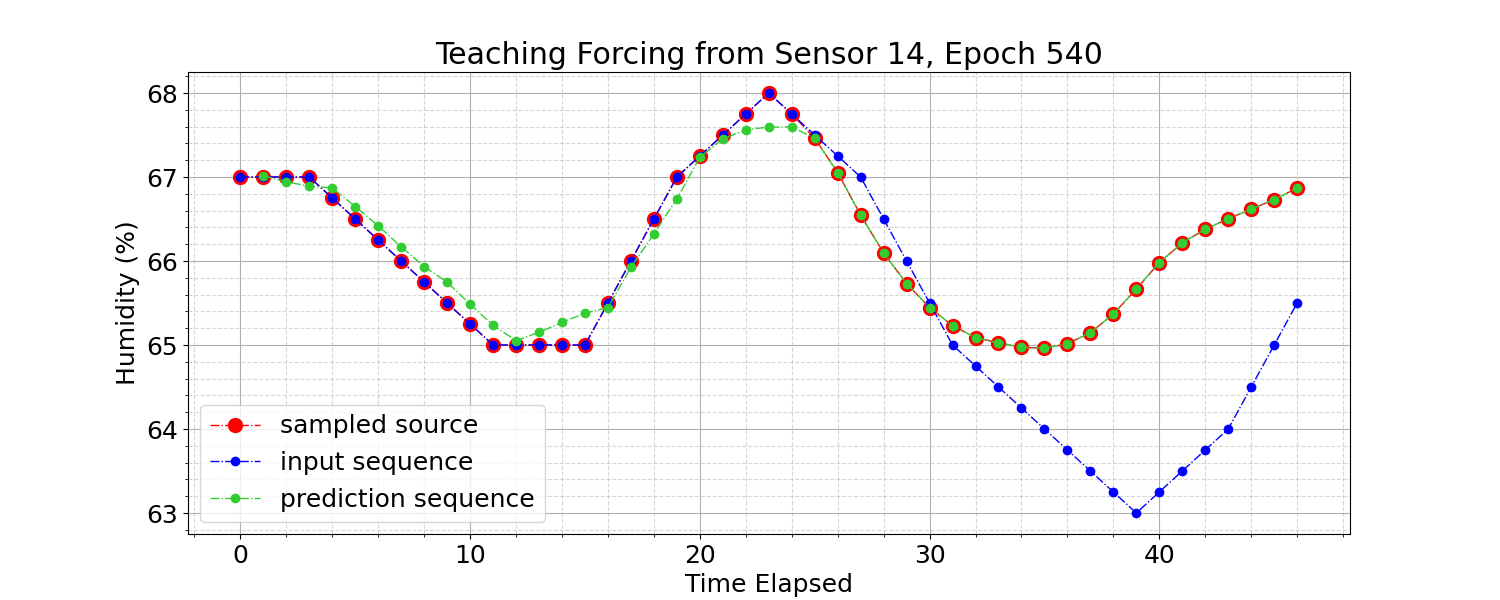 Teaching Forcing from Sensor 14, Epoch 540
Humidity (%)
68
67
66
65
64
63
sampled source
input sequence
prediction sequence
0 10 20 30 40
Time Elapsed